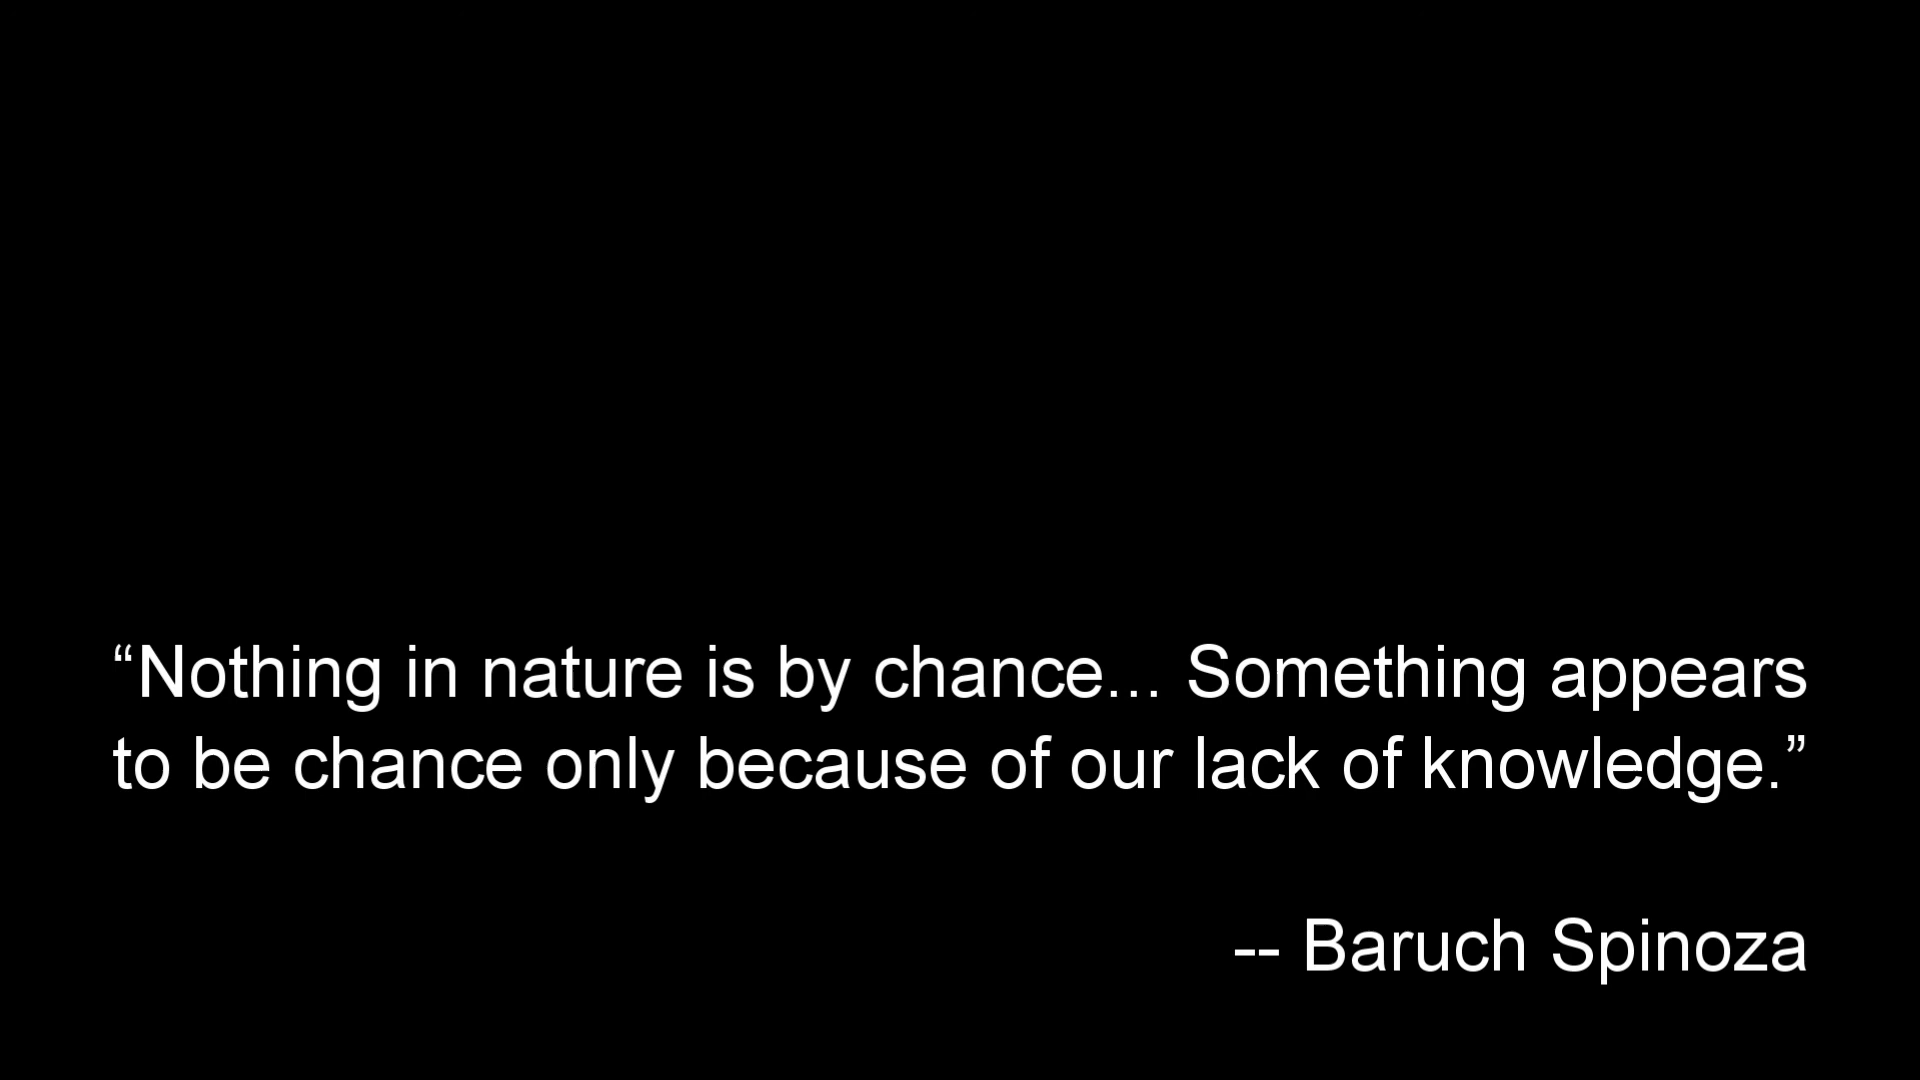 “Nothing in nature is by chance... Something appears
to be chance only because of our lack of knowledge.”
-- Baruch Spinoza